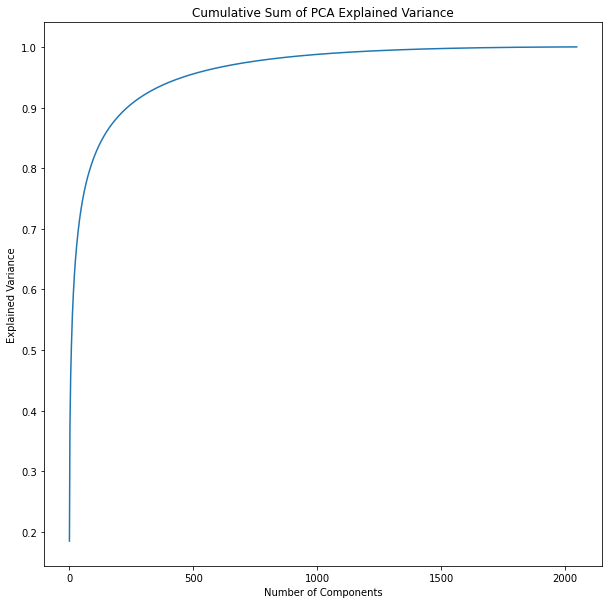 Cumulative Sum of PCA Explained Variance
1.0
0.9
0.8
0.7
0.6
0.5
0.4
0.3
0.2
Explained Variance
0 500 1000 1500 2000
Number of Components